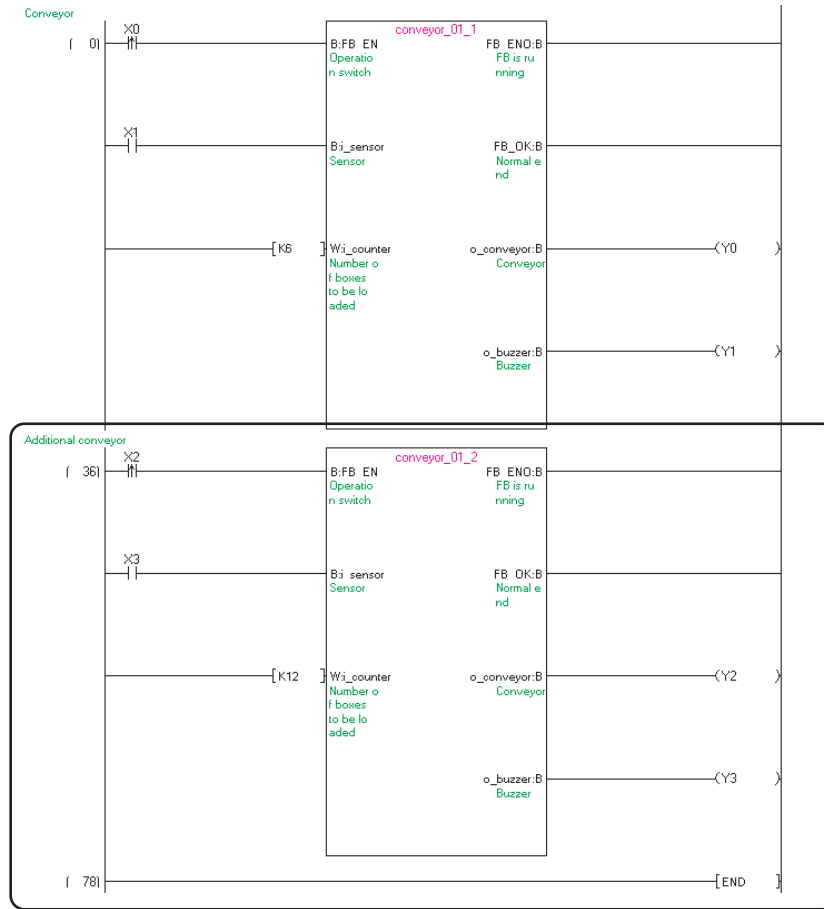 Conveyor
X0
conveyor_01_1
( 0)
B:FB_EN FB_ENO:B
Operatio FB is ru
n switch nning
X1
B:i_sensor FB_OK:B
Sensor Normal e
nd
[ K6 ] W:i_counter o_conveyor:B (Y0 )
Number o Conveyor
f boxes
to be lo
aded
o_buzzer:B (Y1 )
Buzzer
Additional conveyor
X2
conveyor_01_2
( 36)
B:FB_EN FB_ENO:B
Operatio FB is ru
n switch nning
X3
B:i_sensor FB_OK:B
Sensor Normal e
nd
[ K12 ] W:i_counter o_conveyor:B (Y2 )
Number o Conveyor
f boxes
to be lo
aded
o_buzzer:B (Y3 )
Buzzer
( 78) [ END ]